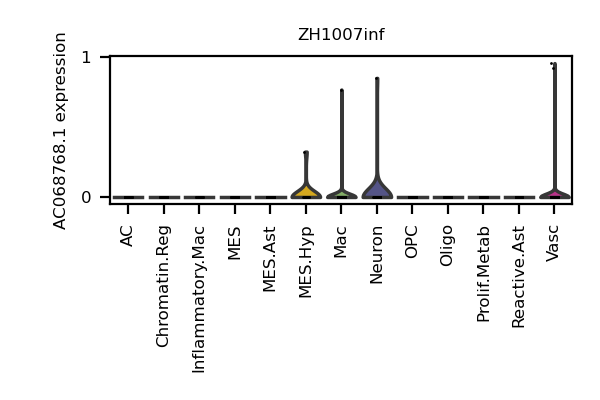 ZH1007inf
AC068768.1 expression
1
0
AC
Chromatin.Reg
Inflammatory.Mac
MES
MES.Ast
MES.Hyp
Mac
Neuron
OPC
Oligo
Prolif.Metab
Reactive.Ast
Vasc